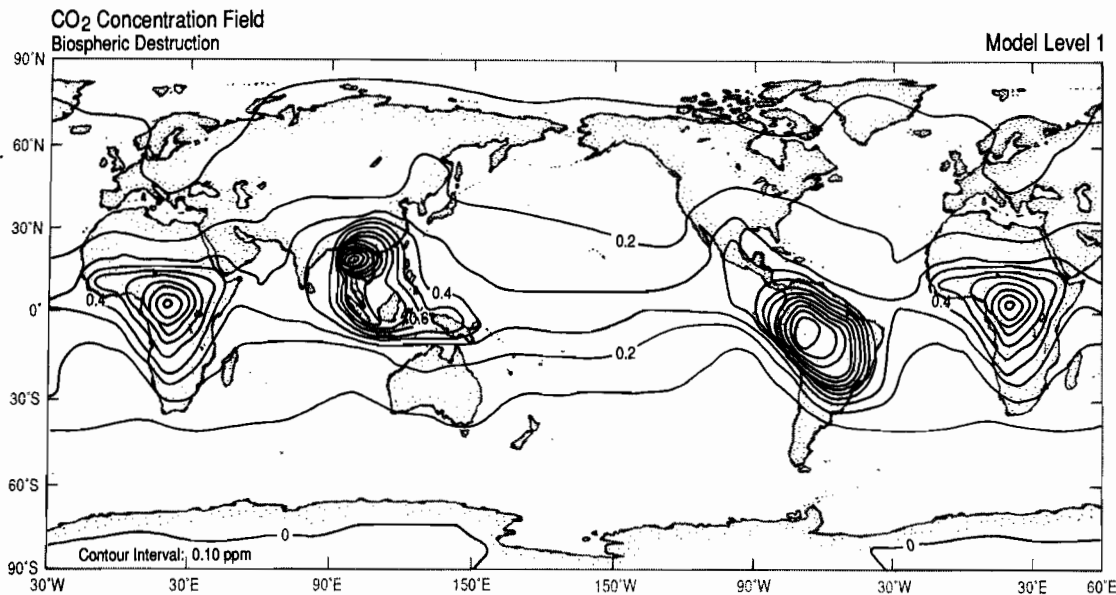 CO2 Concentration Field
Biospheric Destruction
Model Level 1
90°N
60°N
30°N
0°
30°S
60°S
90°S
0.4
0.2
0.4
0.6
0.2
0.4
0
0
Contour Interval: 0.10 ppm
30°W
30°E
90°E
150°E
150°W
90°W
30°W
30°E
60°E